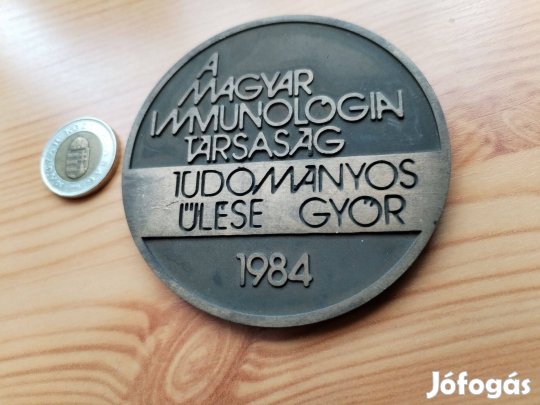 A
MAGYAR
IMMUNOLOGIAI
TÁRSASÁG
TUDOMÁNYOS
ÜLÉSE GYŐR
1984
Jófogás